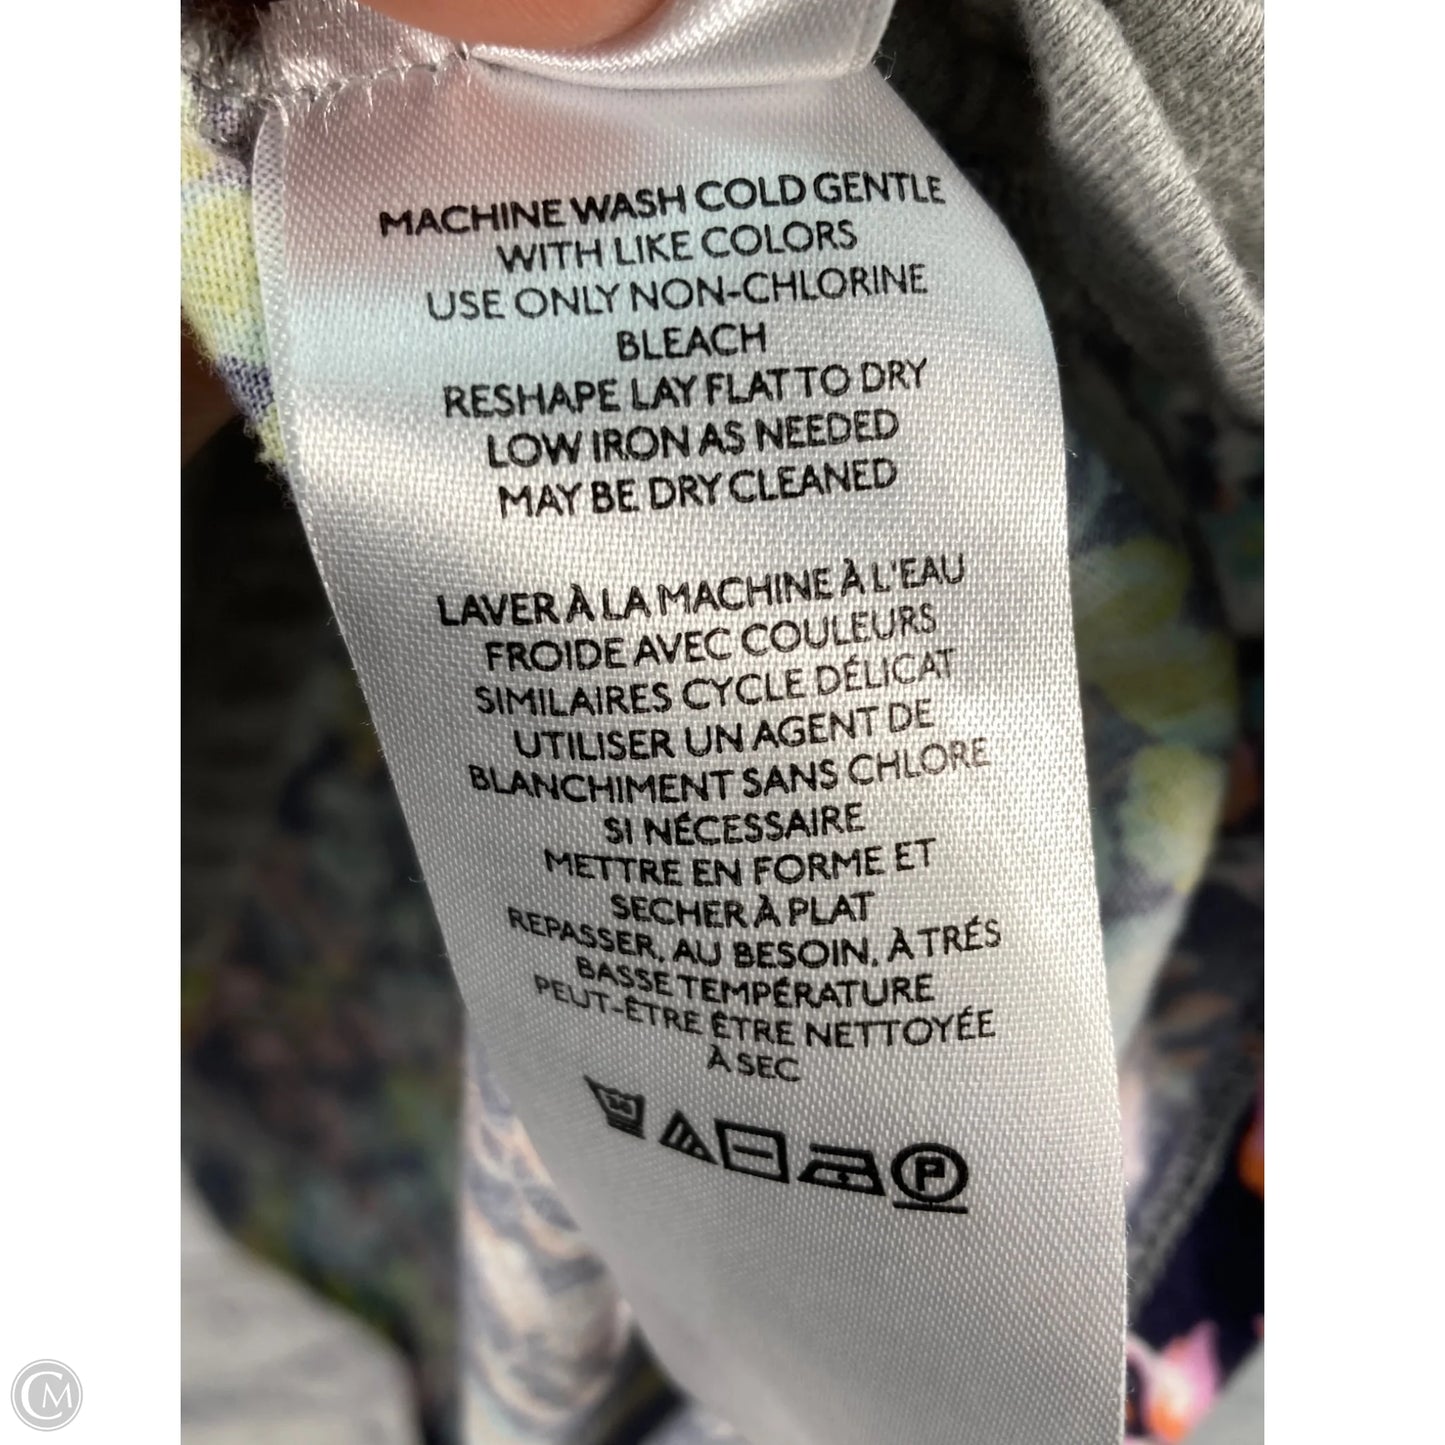 MACHINE WASH COLD GENTLE
WITH LIKE COLORS
USE ONLY NON-CHLORINE
BLEACH
RESHAPE LAY FLAT TO DRY
LOW IRON AS NEEDED
MAY BE DRY CLEANED
LAVER À LA MACHINE À L'EAU
FROIDE AVEC COULEURS
SIMILAIRES CYCLE DÉLICAT
UTILISER UN AGENT DE
BLANCHIMENT SANS CHLORE
SI NÉCESSAIRE
METTRE EN FORME ET
SECHER À PLAT
REPASSER, AU BESOIN, À TRÉS
BASSE TEMPÉRATURE
PEUT-ÊTRE ÊTRE NETTOYÉE
À SEC
P
CM